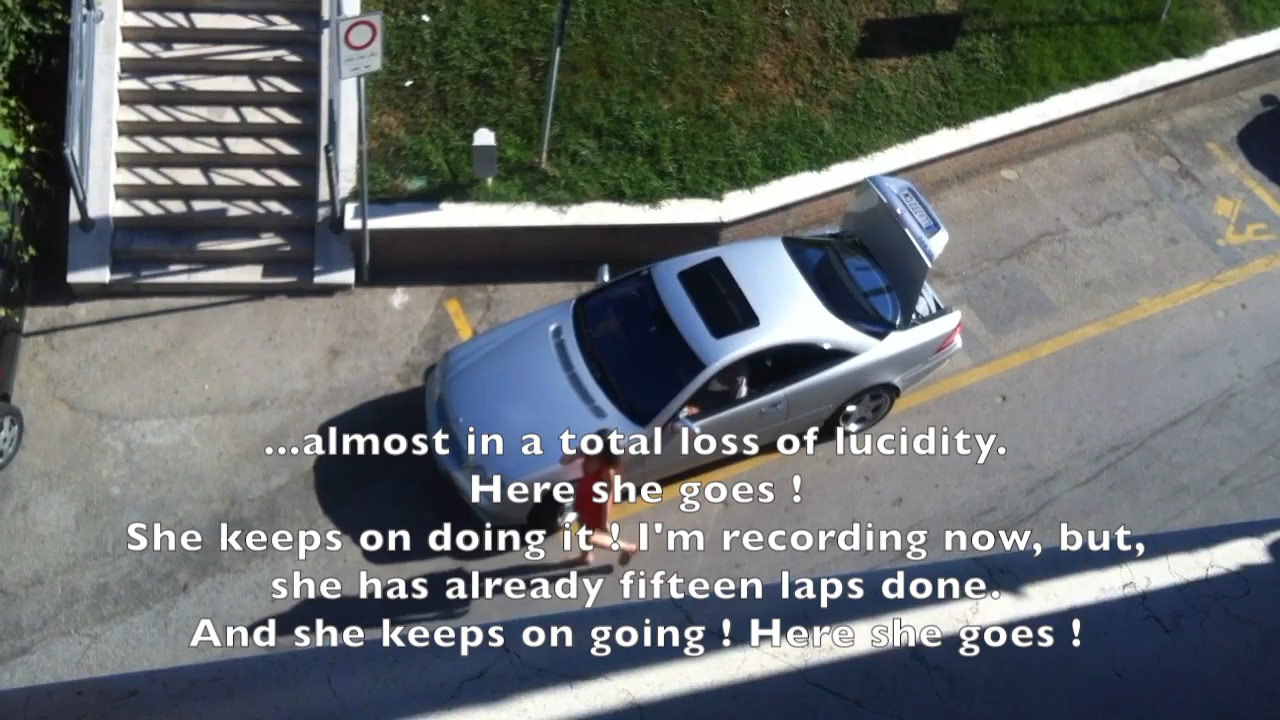 ...almost in a total loss of lucidity.
Here she goes !
She keeps on doing it ! I'm recording now, but,
she has already fifteen laps done.
And she keeps on going ! Here she goes !